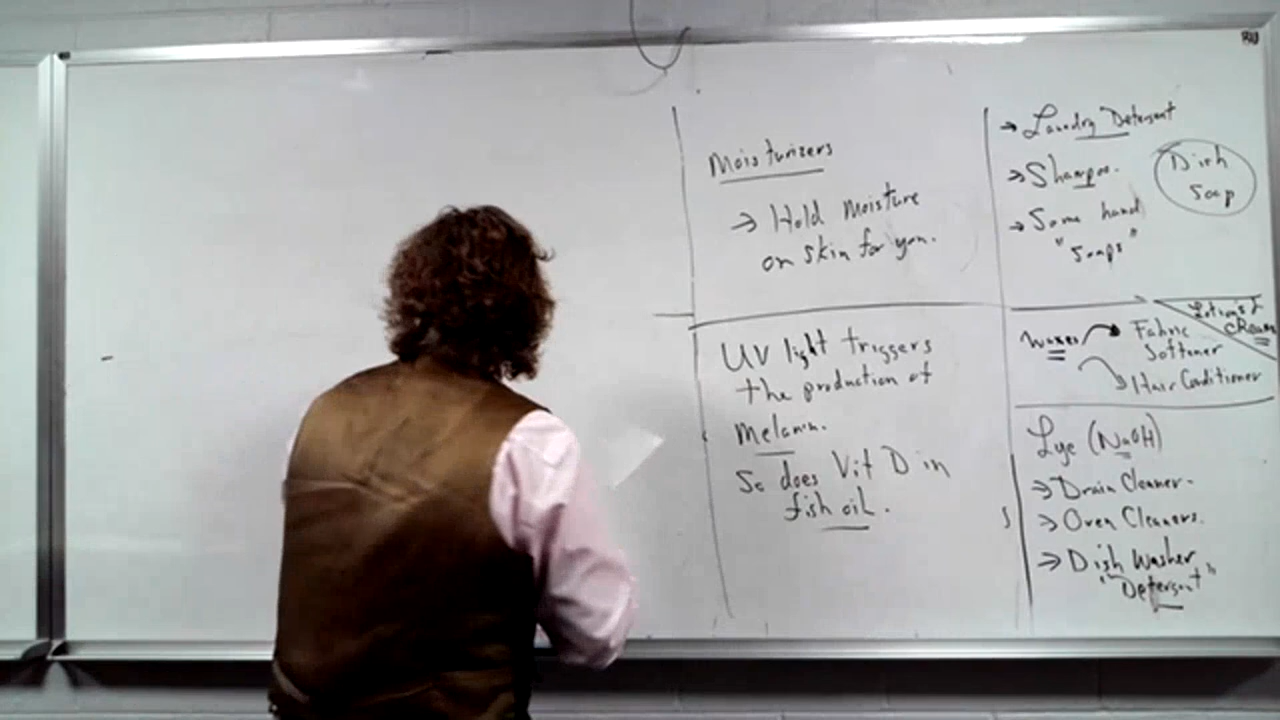 Moisturizers
→ Hold Moisture
on skin for you.
UV light triggers
the production of
Melanin.
So does Vit D in
fish oil.
→ Laundry Detergent
→ Shampoo.
→ Some hand
"Soaps"
Dish
Soap
Lotion's &
Cream
Waxes → Fabric
Softener
→ Hair Conditioner
Lye (NaOH)
→ Drain Cleaner.
→ Oven Cleaners.
→ Dish Washer
"Detergent"